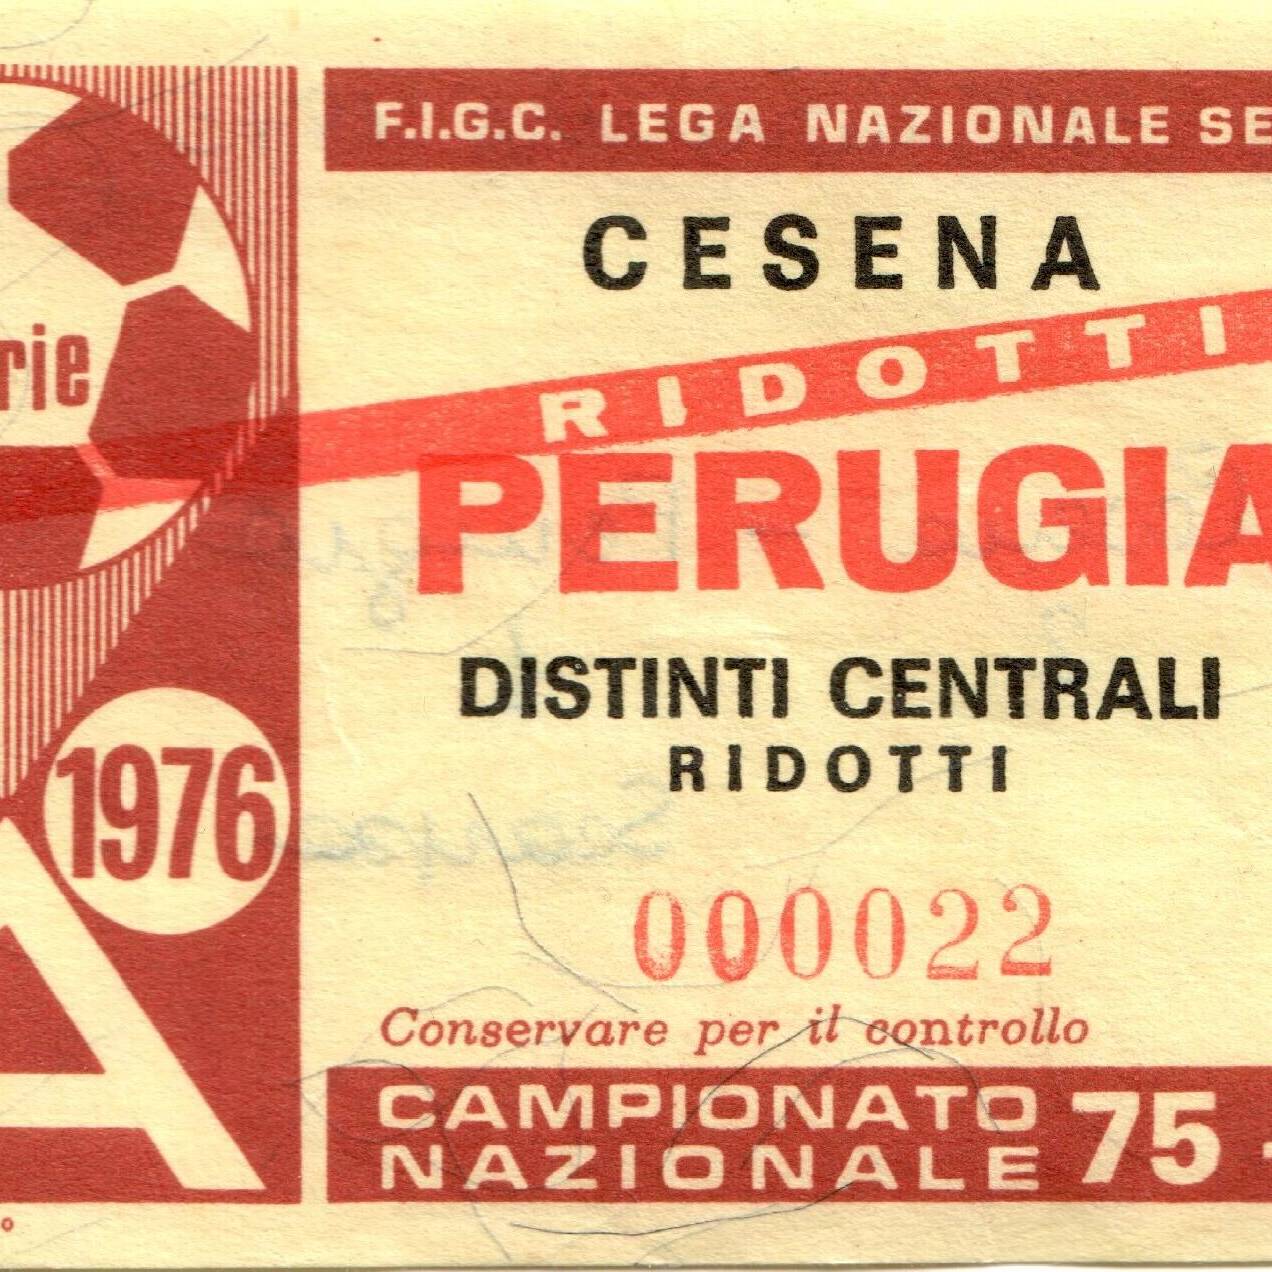 F.I.G.C. LEGA NAZIONALE SE
CESENA
RIDOTTI
rie
PERUGIA
DISTINTI CENTRALI
RIDOTTI
1976
000022
Conservare per il controllo
A
CAMPIONATO
NAZIONALE 75 -
o